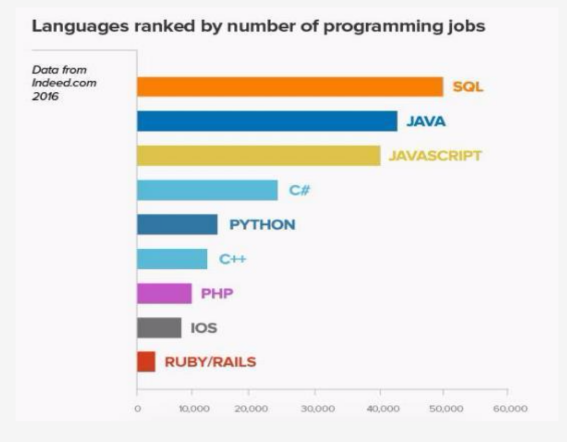 Languages ranked by number of programming jobs
Data from
Indeed.com
2016
SQL
JAVA
JAVASCRIPT
C#
PYTHON
C++
PHP
IOS
RUBY/RAILS
0 10,000 20,000 30,000 40,000 50,000 60,000